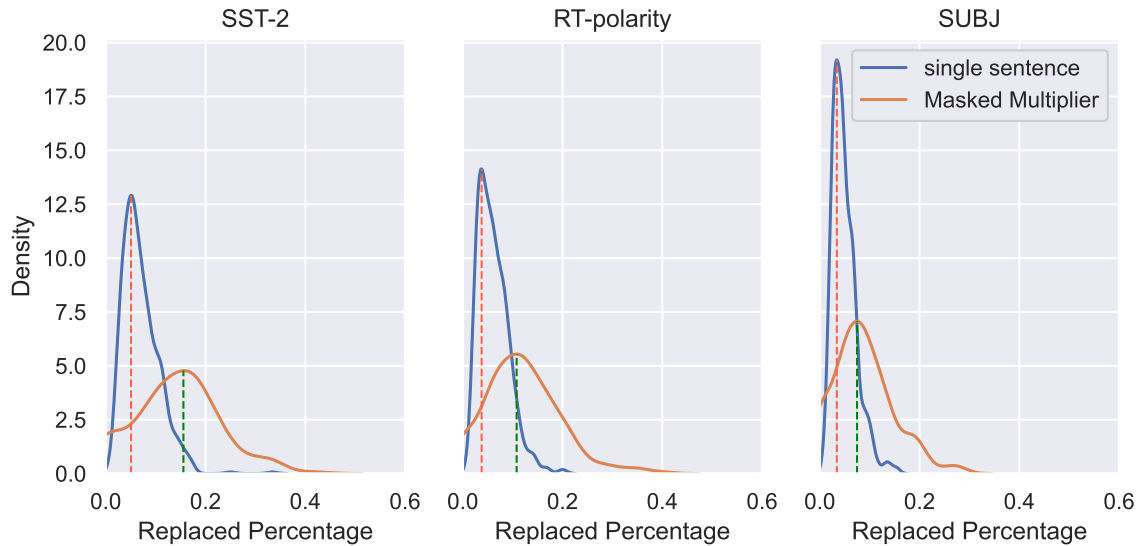 SST-2
RT-polarity
SUBJ
20.0
17.5
15.0
12.5
10.0
7.5
5.0
2.5
0.0
Density
single sentence
Masked Multiplier
0.0 0.2 0.4 0.6
0.0 0.2 0.4 0.6
0.0 0.2 0.4 0.6
Replaced Percentage
Replaced Percentage
Replaced Percentage